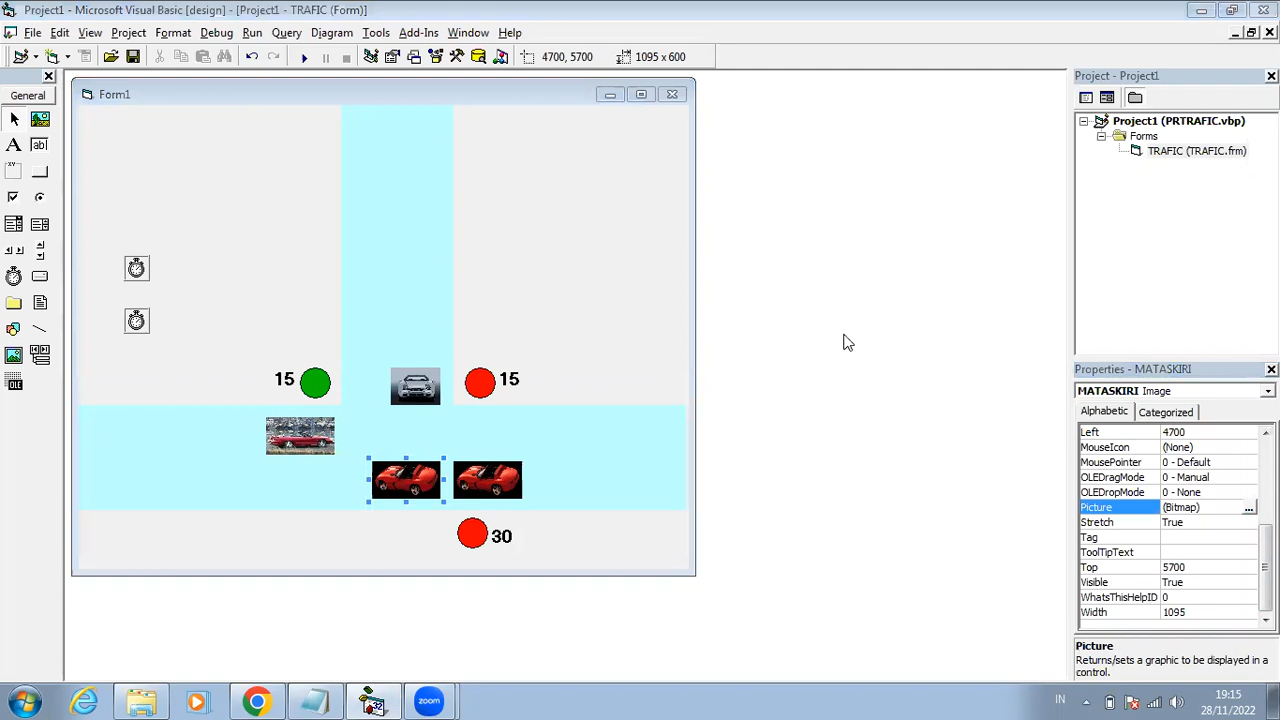 Project1 - Microsoft Visual Basic [design] - [Project1 - TRAFIC (Form)]
File Edit View Project Format Debug Run Query Diagram Tools Add-Ins Window Help
4700, 5700 1095 x 600
General
Form1
15
15
30
A
ab|
OLE
Project - Project1
Project1 (PRTRAFIC.vbp)
Forms
TRAFIC (TRAFIC.frm)
Properties - MATASKIRI
MATASKIRI Image
Alphabetic Categorized
Left 4700
MouseIcon (None)
MousePointer 0 - Default
OLEDragMode 0 - Manual
OLEDropMode 0 - None
Picture (Bitmap) ...
Stretch True
Tag
ToolTipText
Top 5700
Visible True
WhatsThisHelpID 0
Width 1095
Picture
Returns/sets a graphic to be displayed in a control.
32
zoom
IN
19:15
28/11/2022